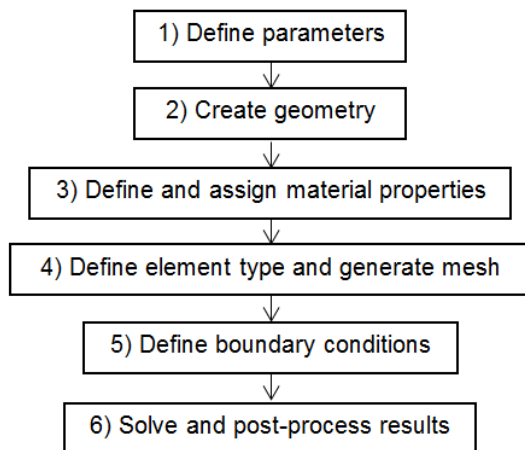 1) Define parameters
2) Create geometry
3) Define and assign material properties
4) Define element type and generate mesh
5) Define boundary conditions
6) Solve and post-process results